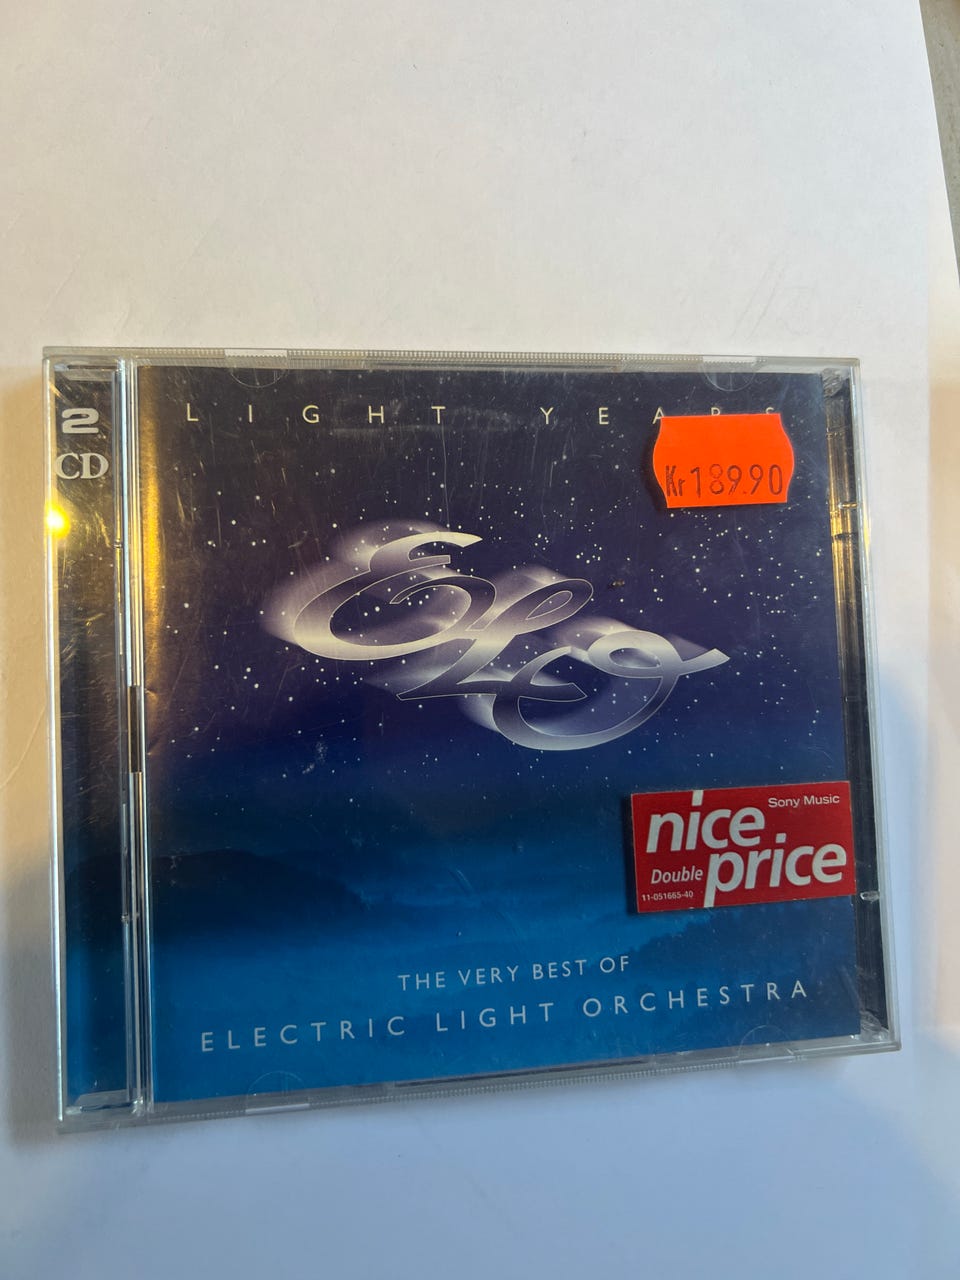 2
CD
LIGHT YEARS
Kr 189.90
ELO
Sony Music
nice
Double price
11-051665-40
THE VERY BEST OF
ELECTRIC LIGHT ORCHESTRA